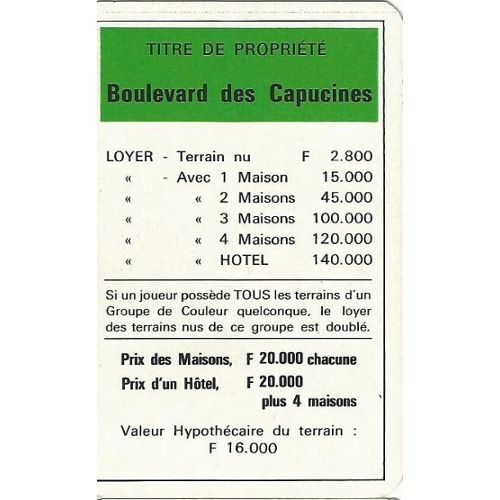 TITRE DE PROPRIÉTÉ
Boulevard des Capucines
LOYER - Terrain nu F 2.800
« - Avec 1 Maison 15.000
« « 2 Maisons 45.000
« « 3 Maisons 100.000
« « 4 Maisons 120.000
« « HOTEL 140.000
Si un joueur possède TOUS les terrains d'un
Groupe de Couleur quelconque, le loyer
des terrains nus de ce groupe est doublé.
Prix des Maisons, F 20.000 chacune
Prix d'un Hôtel, F 20.000
plus 4 maisons
Valeur Hypothécaire du terrain :
F 16.000